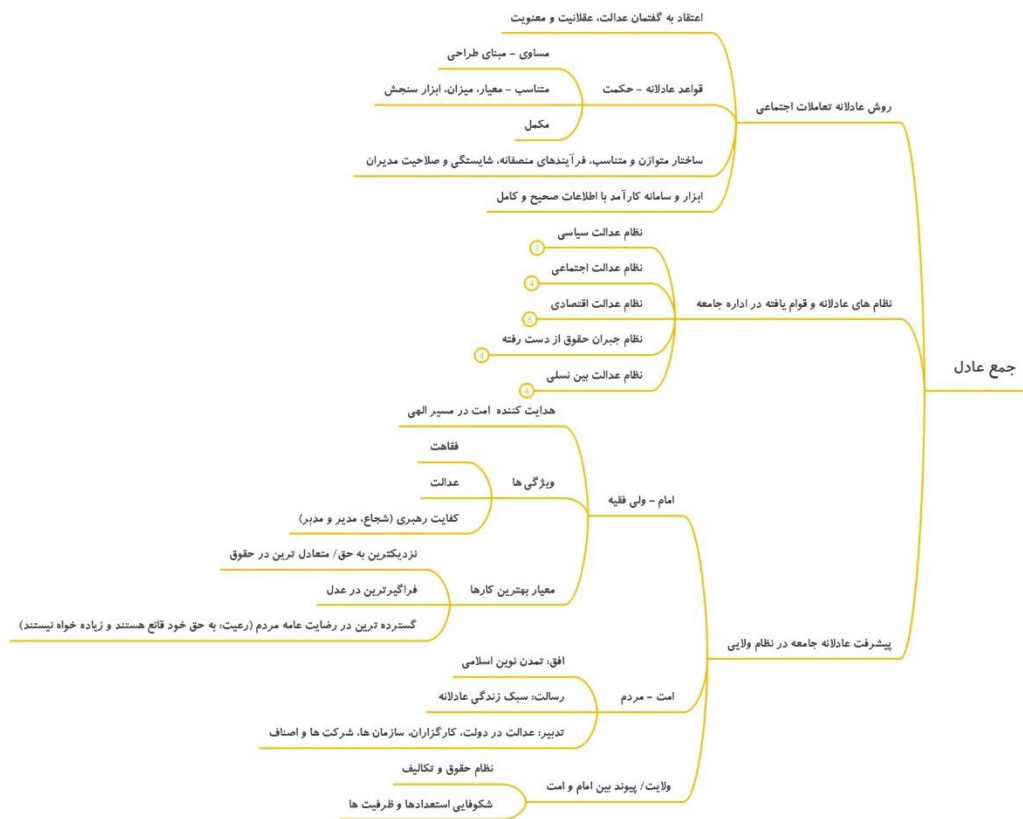 جمع عادل
روش عادلانه تعاملات اجتماعی
اعتقاد به گفتمان عدالت، عقلانیت و معنویت
قواعد عادلانه - حکمت
مساوی - مبنای طراحی
متناسب - معیار، میزان، ابزار سنجش
مکمل
ساختار متوازن و متناسب، فرآیندهای منصفانه، شایستگی و صلاحیت مدیران
ابزار و سامانه کارآمد با اطلاعات صحیح و کامل
نظام های عادلانه و قوام یافته در اداره جامعه
نظام عدالت سیاسی
7
نظام عدالت اجتماعی
4
نظام عدالت اقتصادی
6
نظام جبران حقوق از دست رفته
4
نظام عدالت بین نسلی
4
پیشرفت عادلانه جامعه در نظام ولایی
امام - ولی فقیه
هدایت کننده امت در مسیر الهی
ویژگی ها
فقاهت
عدالت
کفایت رهبری (شجاع، مدیر و مدبر)
معیار بهترین کارها
نزدیکترین به حق/ متعادل ترین در حقوق
فراگیرترین در عدل
گسترده ترین در رضایت عامه مردم (رعیت: به حق خود قانع هستند و زیاده خواه نیستند)
امت - مردم
افق: تمدن نوین اسلامی
رسالت: سبک زندگی عادلانه
تدبیر: عدالت در دولت، کارگزاران، سازمان ها، شرکت ها و اصناف
ولایت/ پیوند بین امام و امت
نظام حقوق و تکالیف
شکوفایی استعدادها و ظرفیت ها